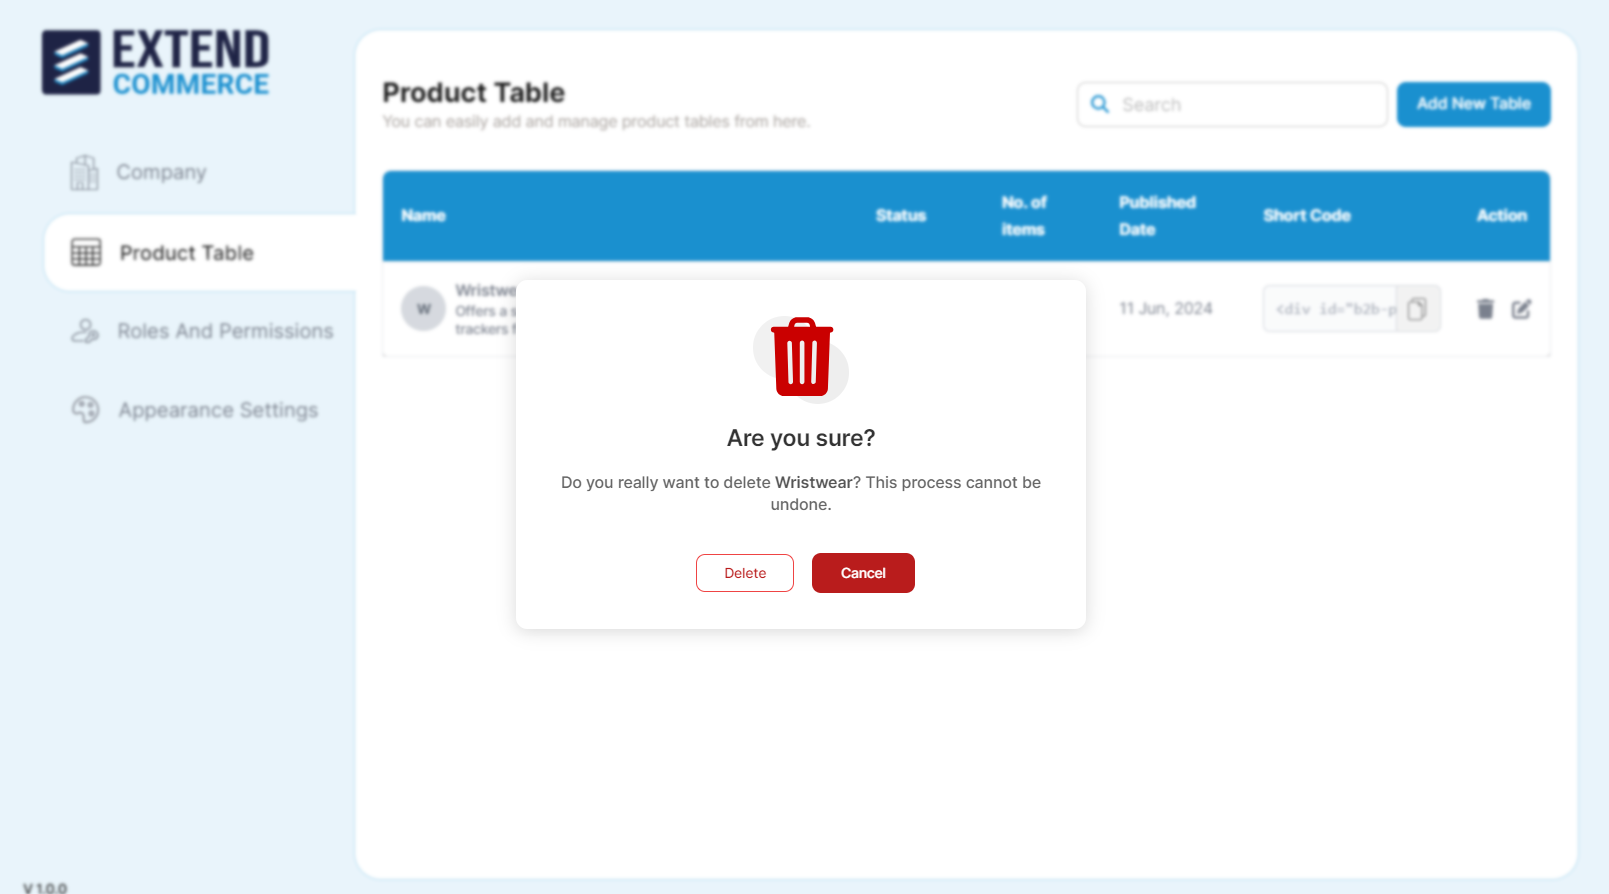 EXTEND
COMMERCE
Company
Product Table
Roles And Permissions
Appearance Settings
V 1.0.0
Product Table
You can easily add and manage product tables from here.
Search
Add New Table
Name
Status
No. of
items
Published
Date
Short Code
Action
W
Wristwe
Offers a s
trackers f
11 Jun, 2024
<div id="b2b-p
Are you sure?
Do you really want to delete Wristwear? This process cannot be
undone.
Delete
Cancel